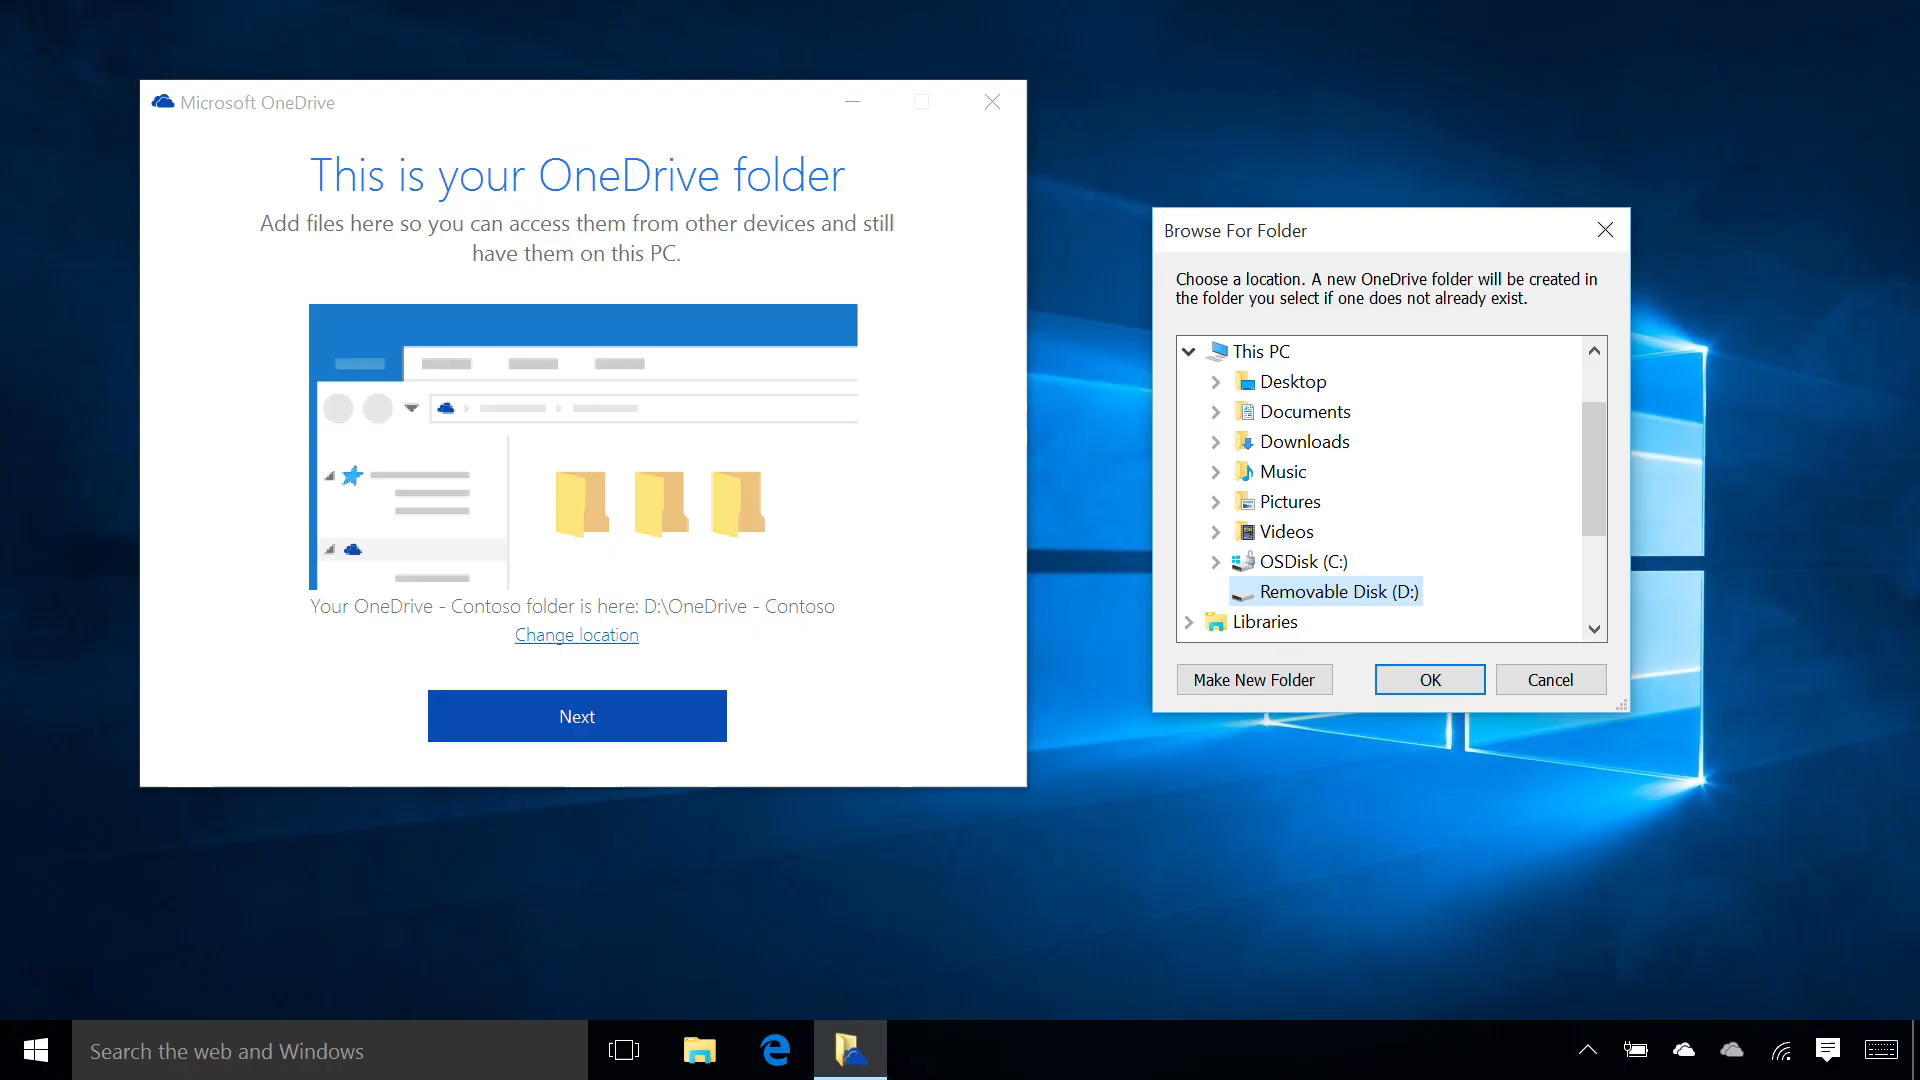 Microsoft OneDrive
This is your OneDrive folder
Add files here so you can access them from other devices and still
have them on this PC.
Your OneDrive - Contoso folder is here: D:\OneDrive - Contoso
Change location
Next
Browse For Folder
Choose a location. A new OneDrive folder will be created in
the folder you select if one does not already exist.
This PC
Desktop
Documents
Downloads
Music
Pictures
Videos
OSDisk (C:)
Removable Disk (D:)
Libraries
Make New Folder
OK
Cancel
Search the web and Windows